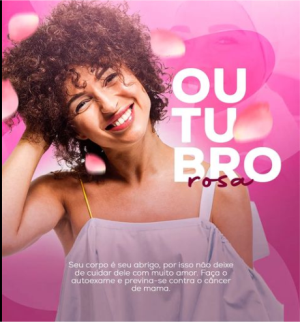 OU
TU
BRO
rosa
Seu corpo é seu abrigo, por isso não deixe
de cuidar dele com muito amor. Faça o
autoexame e previna-se contra o câncer
de mama.